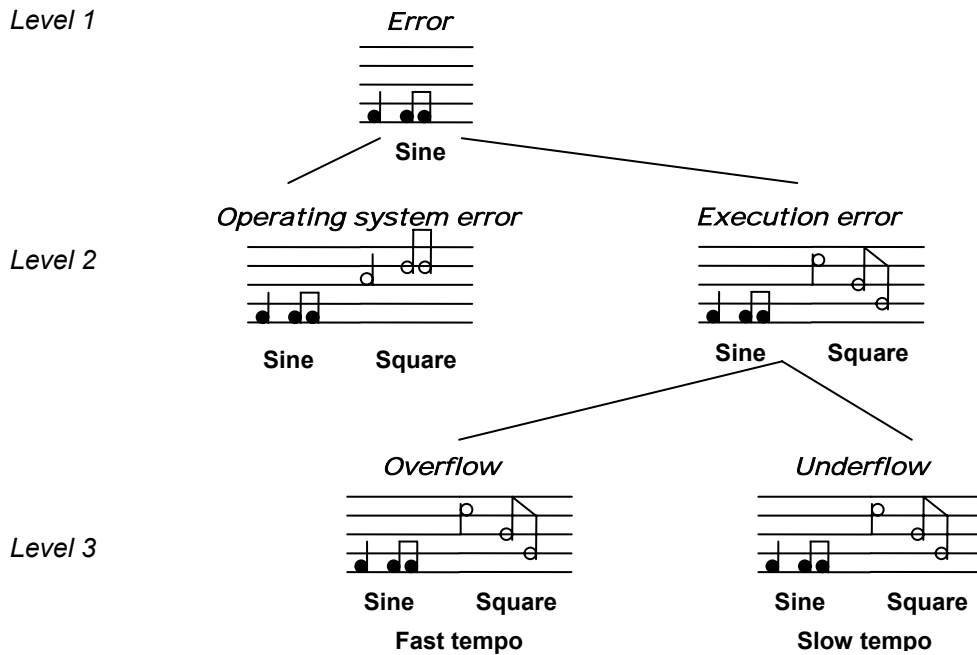 Level 1
Error
Sine
Operating system error
Execution error
Level 2
Sine
Square
Sine
Square
Overflow
Underflow
Level 3
Sine
Square
Sine
Square
Fast tempo
Slow tempo